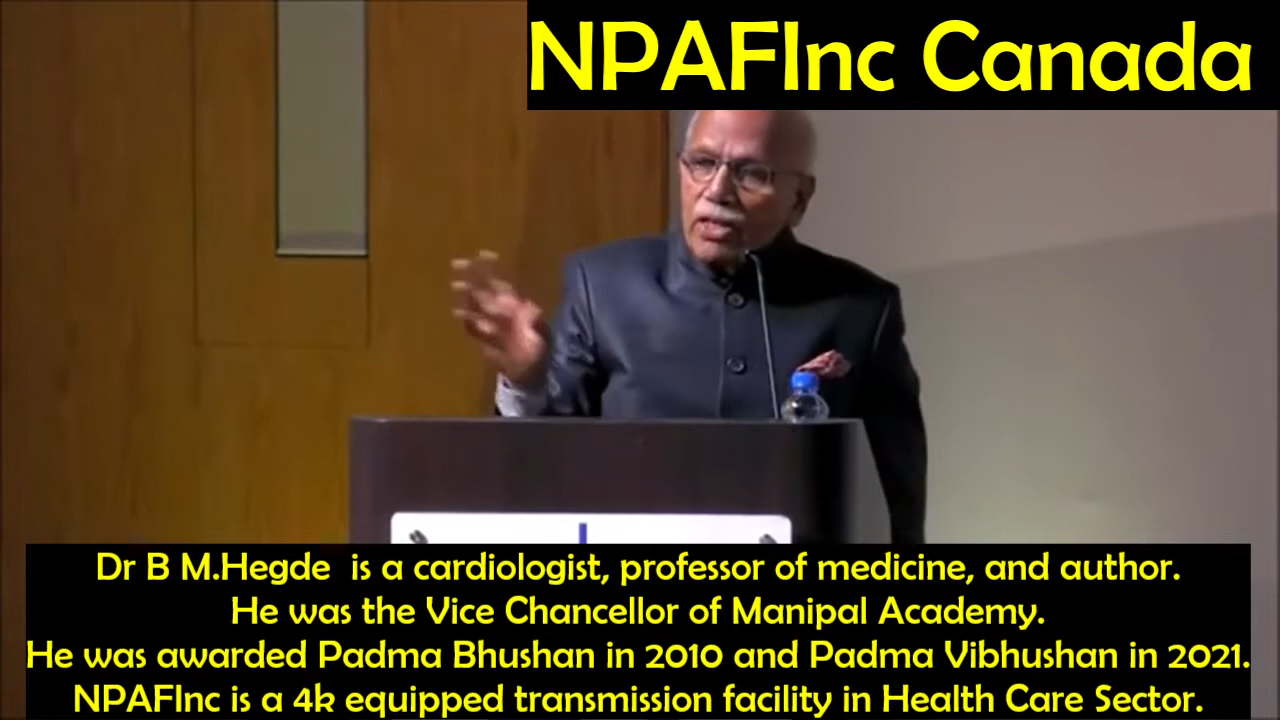 NPAFInc Canada
Dr B M.Hegde is a cardiologist, professor of medicine, and author.
He was the Vice Chancellor of Manipal Academy.
He was awarded Padma Bhushan in 2010 and Padma Vibhushan in 2021.
NPAFInc is a 4k equipped transmission facility in Health Care Sector.